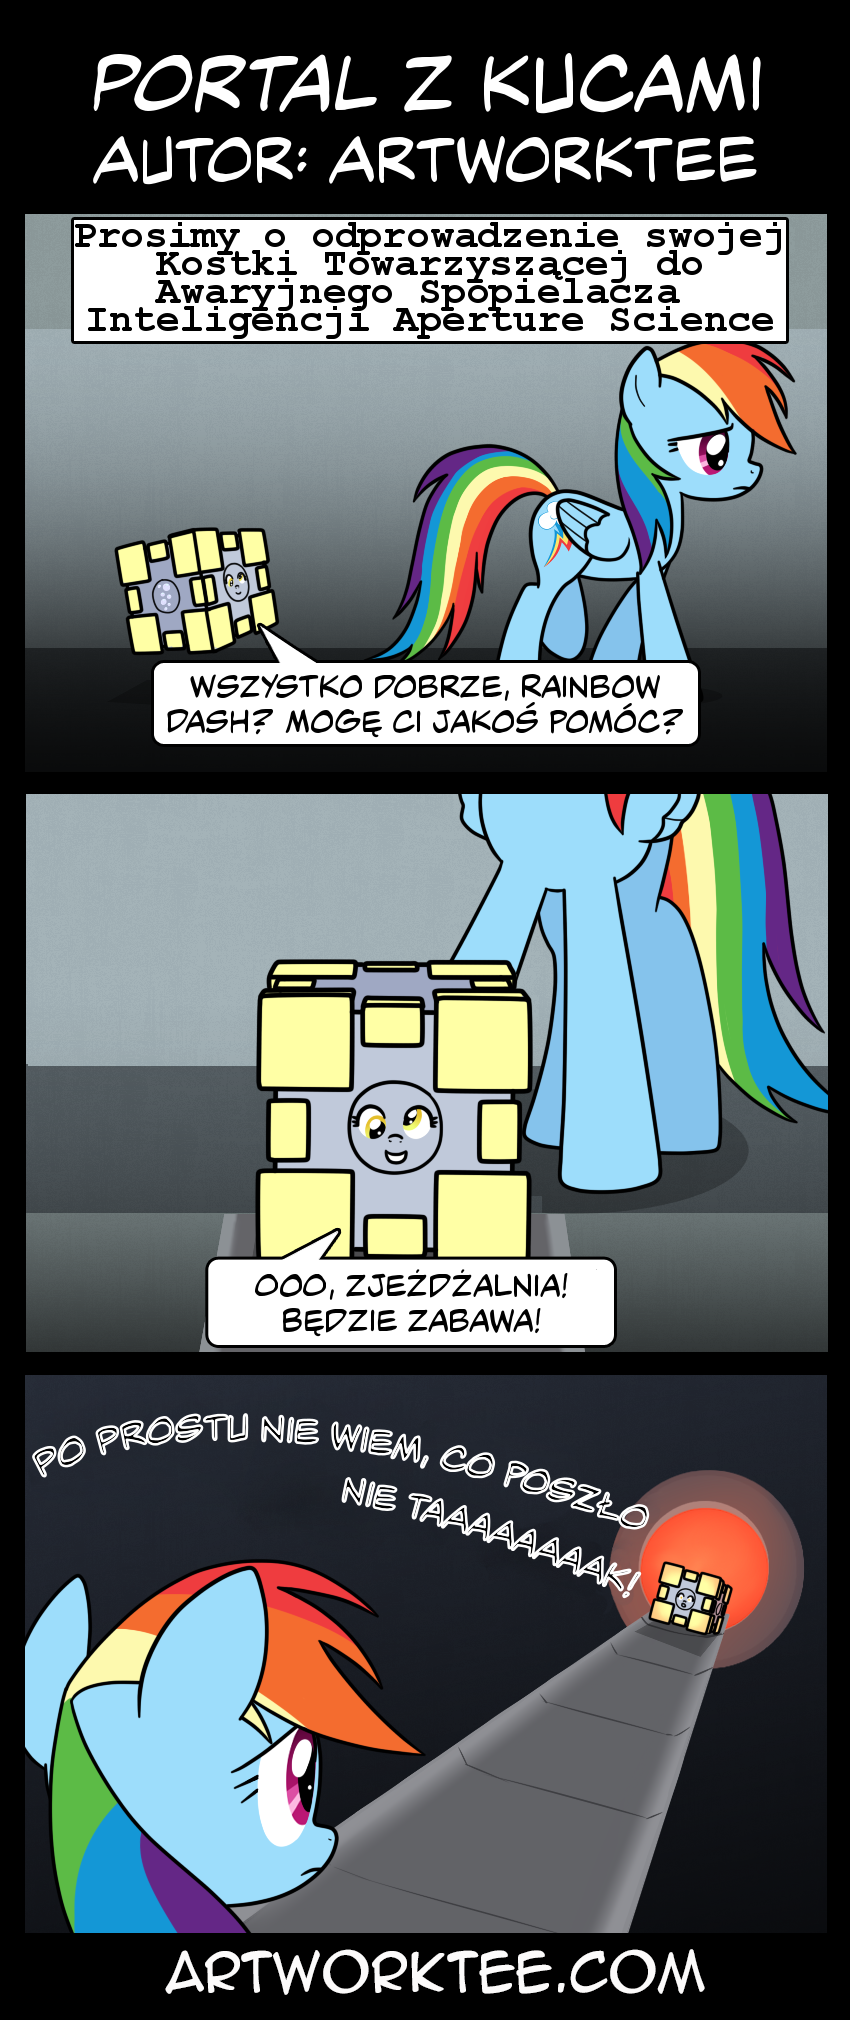 PORTAL Z KUCAMI
AUTOR: ARTWORKTEE
Prosimy o odprowadzenie swojej
Kostki Towarzyszącej do
Awaryjnego Spopielacza
Inteligencji Aperture Science
WSZYSTKO DOBRZE, RAINBOW
DASH? MOGĘ CI JAKOŚ POMÓC?
OOO, ZJEŻDŻALNIA!
BĘDZIE ZABAWA!
PO PROSTU NIE WIEM, CO POSZŁO
NIE TAAAAAAAAK!
ARTWORKTEE.COM